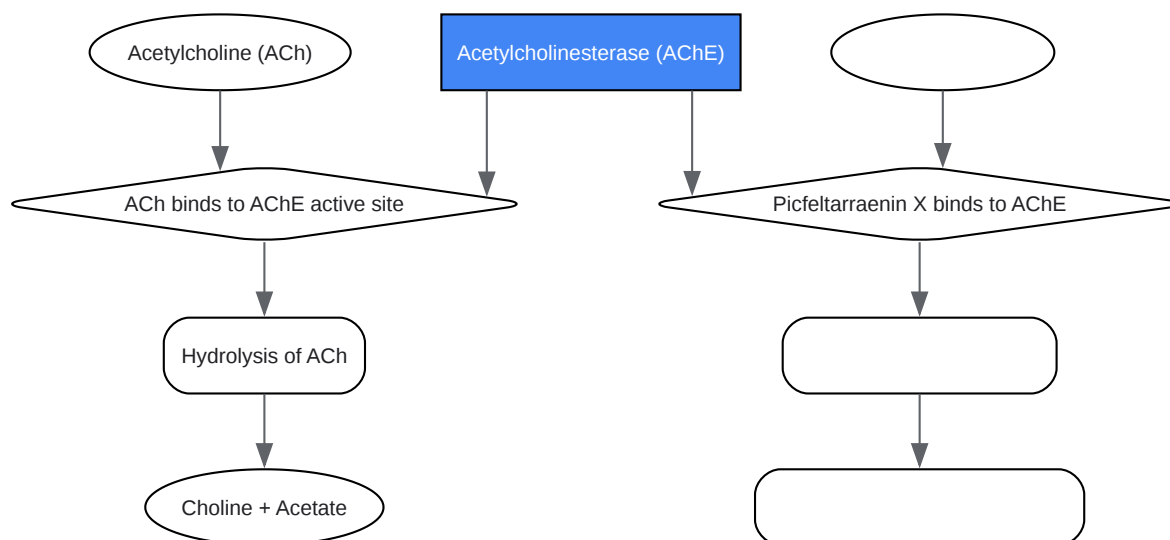 Acetylcholine (ACh)
Acetylcholinesterase (AChE)
ACh binds to AChE active site
Picfeltarraenin X binds to AChE
Hydrolysis of ACh
Choline + Acetate